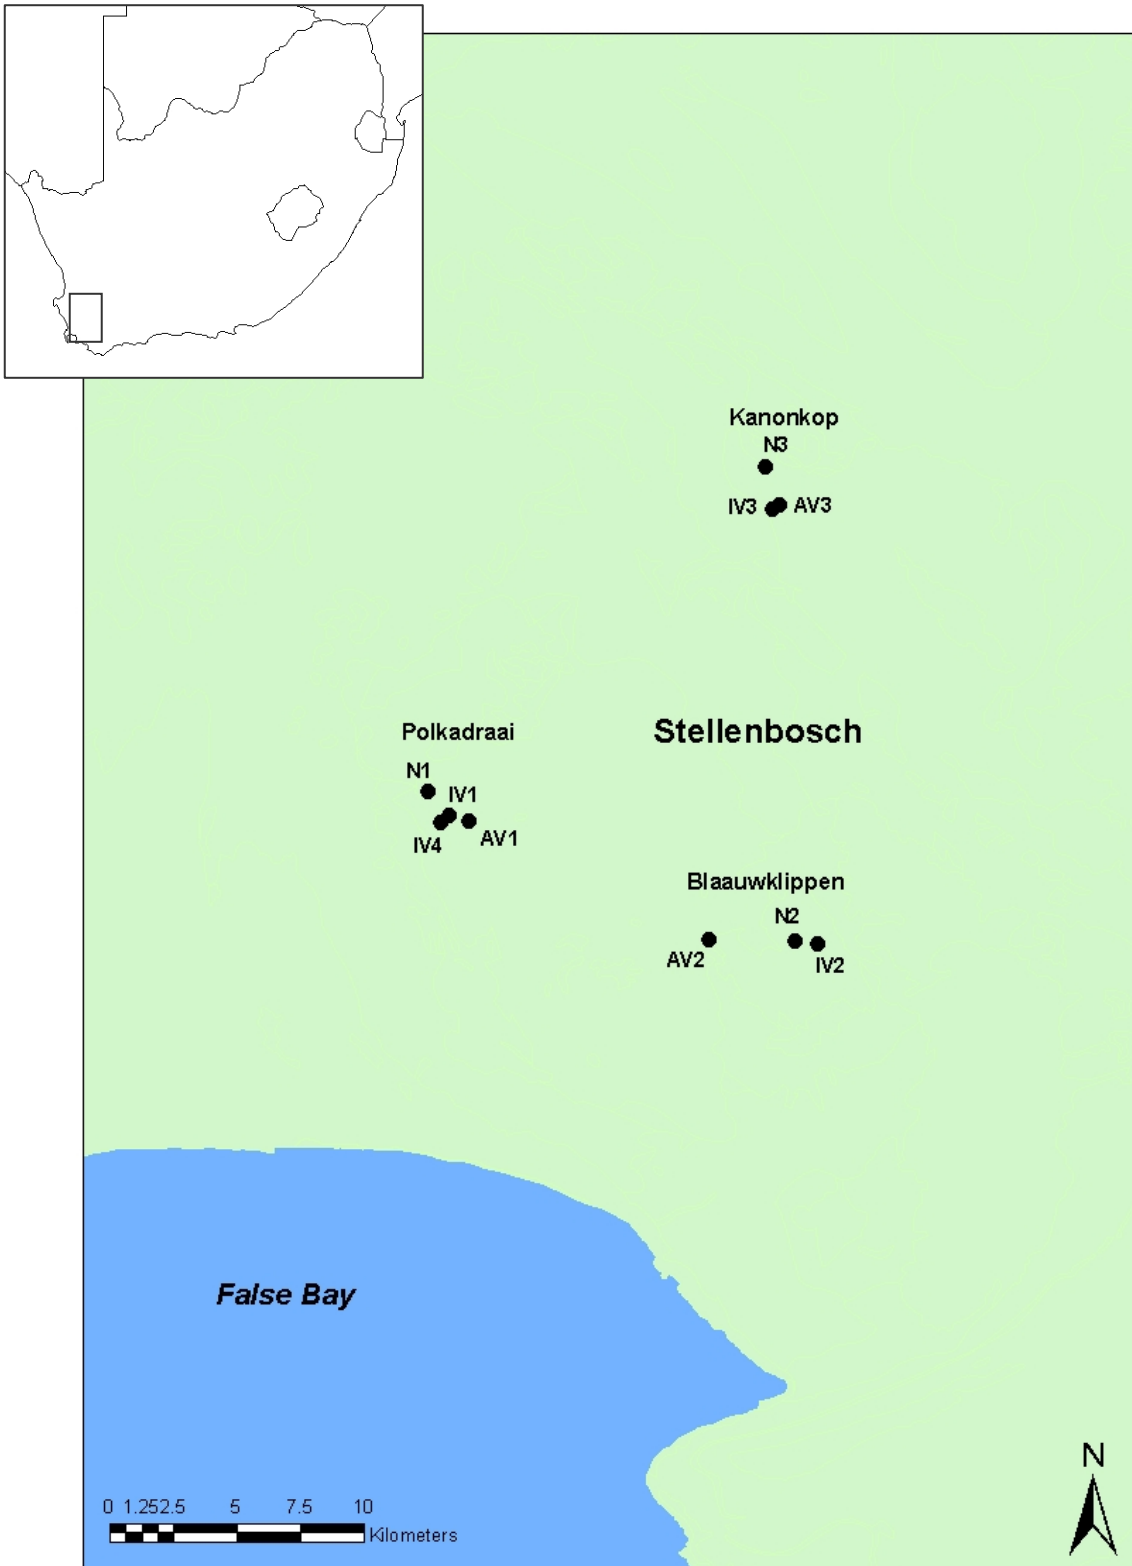 Kanonkop
N3
IV3 AV3
Polkadraai
Stellenbosch
N1
IV1
IV4
AV1
Blaauwklippen
N2
AV2
IV2
False Bay
N
0 1.252.5 5 7.5 10
Kilometers